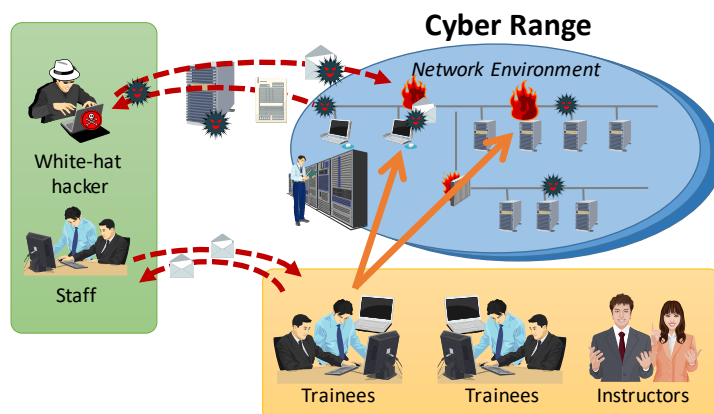 Cyber Range
Network Environment
White-hat
hacker
Staff
Trainees
Trainees
Instructors